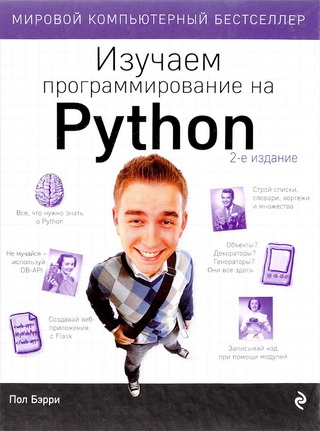 МИРОВОЙ КОМПЬЮТЕРНЫЙ БЕСТСЕЛЛЕР
Изучаем
программирование на
Python
2-е издание
Все, что нужно знать
о Python
Строй списки,
словари, кортежи
и множества
Не мучайся –
используй
DB-API
Объекты?
Декораторы?
Генераторы?
Они все здесь
Создавай веб-
приложения
с Flask
Записывай код
при помощи модулей
Пол Бэрри